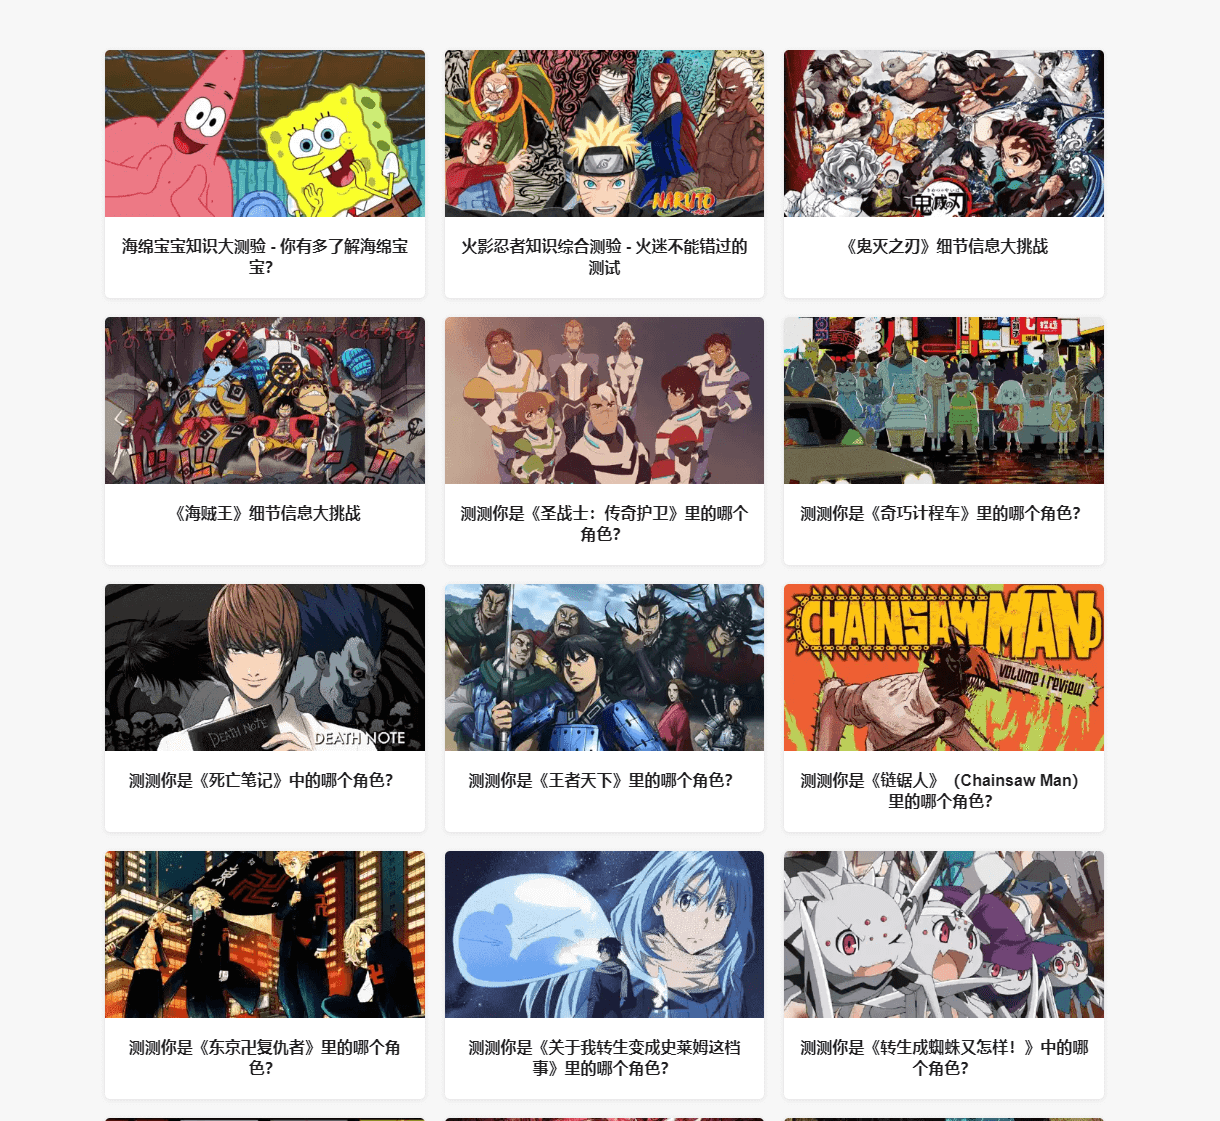 NARUTO
鬼滅の刃
海绵宝宝知识大测验 - 你有多了解海绵宝
宝？
火影忍者知识综合测验 - 火迷不能错过的
测试
《鬼灭之刃》细节信息大挑战
《海贼王》细节信息大挑战
测测你是《圣战士：传奇护卫》里的哪个
角色？
测测你是《奇巧计程车》里的哪个角色？
DEATH NOTE
DEATH NOTE
CHAINSAW MAN
VOLUME 1 REVIEW
测测你是《死亡笔记》中的哪个角色？
测测你是《王者天下》里的哪个角色？
测测你是《链锯人》（Chainsaw Man）
里的哪个角色？
测测你是《东京卍复仇者》里的哪个角
色？
测测你是《关于我转生变成史莱姆这档
事》里的哪个角色？
测测你是《转生成蜘蛛又怎样！》中的哪
个角色？